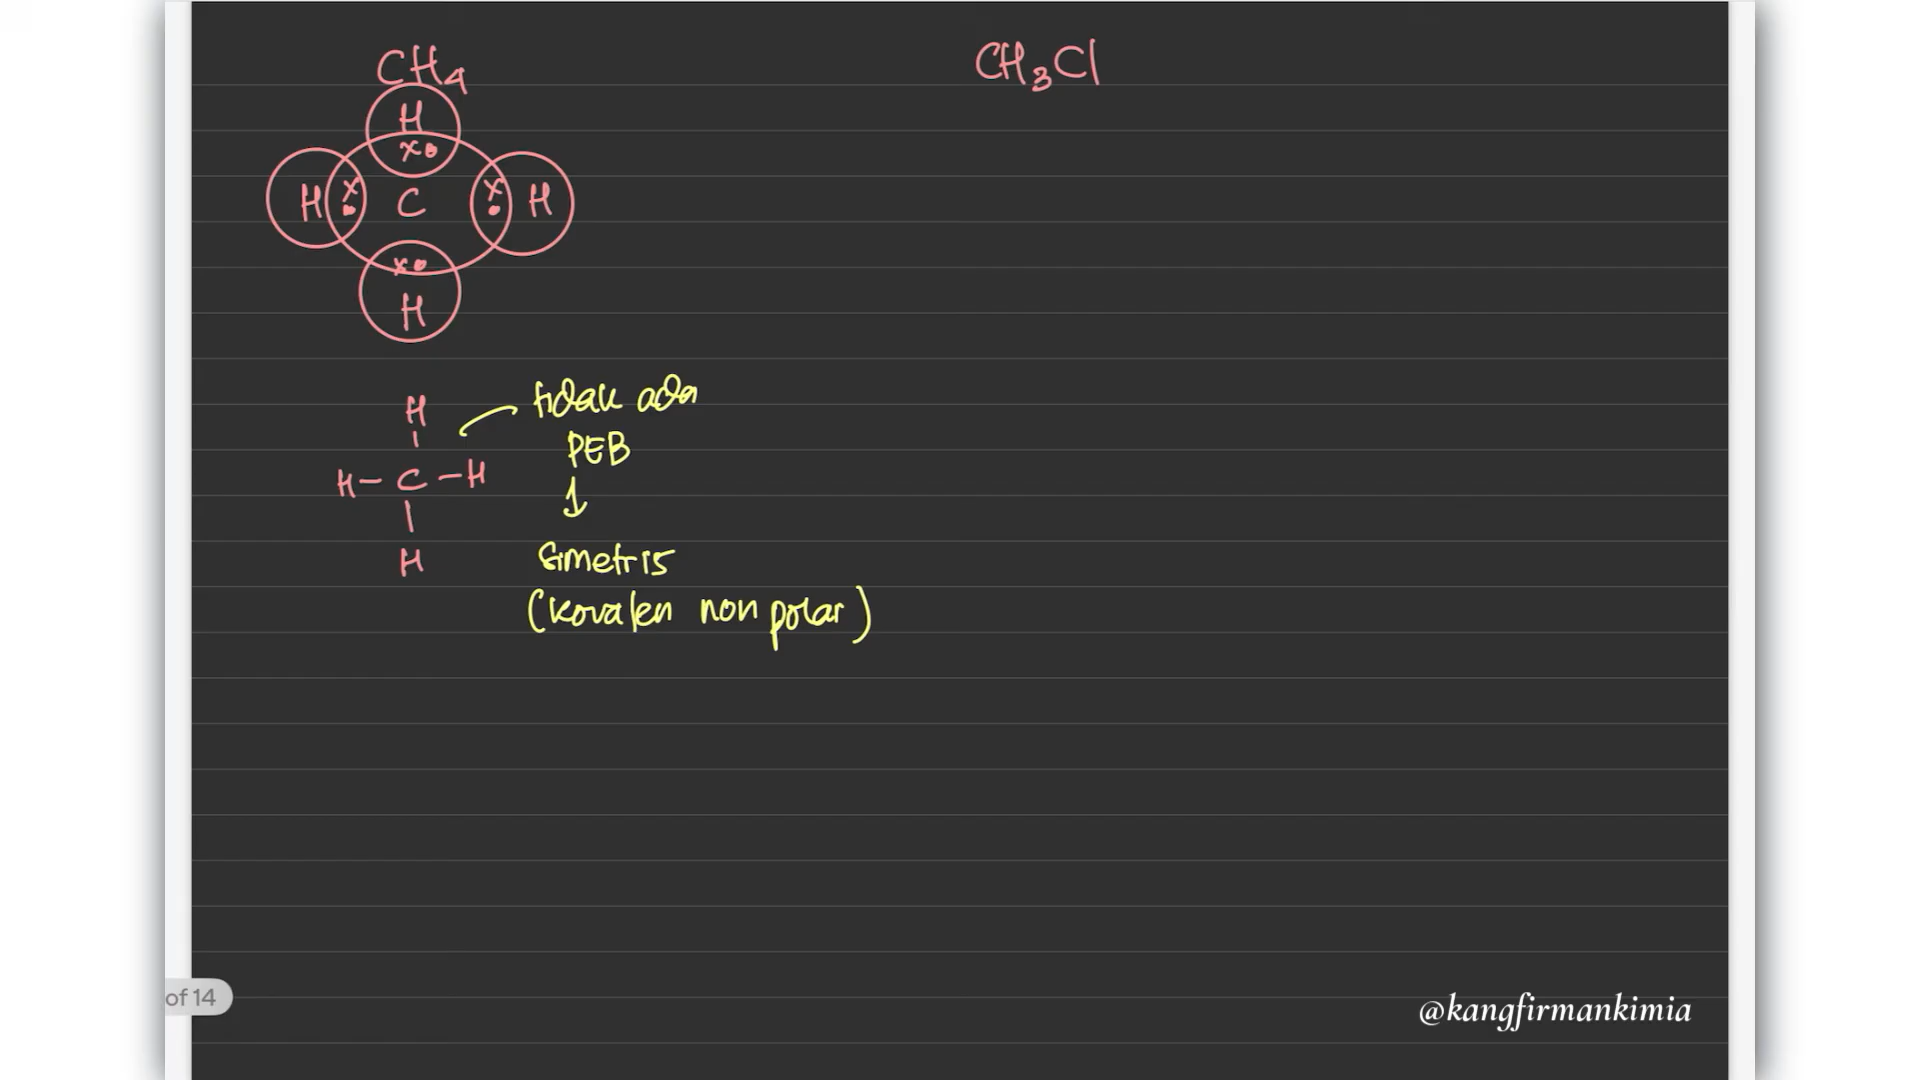 CH₄
CH₃Cl
H
x•
H x• C x• H
x•
H
H
H-C-H
H
tidak ada
PEB
↓
Simetris
(kovalen non polar)
of 14
@kangfirmankimia